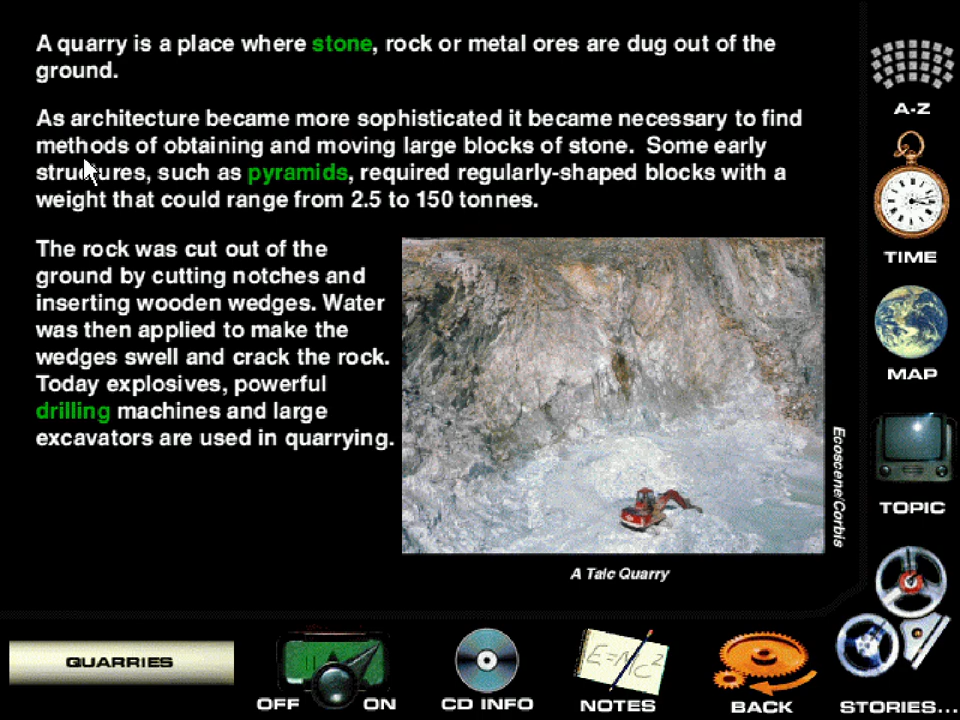 A quarry is a place where stone, rock or metal ores are dug out of the
ground.
As architecture became more sophisticated it became necessary to find
methods of obtaining and moving large blocks of stone.  Some early
structures, such as pyramids, required regularly-shaped blocks with a
weight that could range from 2.5 to 150 tonnes.
The rock was cut out of the
ground by cutting notches and
inserting wooden wedges. Water
was then applied to make the
wedges swell and crack the rock.
Today explosives, powerful
drilling machines and large
excavators are used in quarrying.
Ecoscene/Corbis
A Talc Quarry
A-Z
TIME
MAP
TOPIC
STORIES...
QUARRIES
OFF
ON
CD INFO
E=MC²
NOTES
BACK